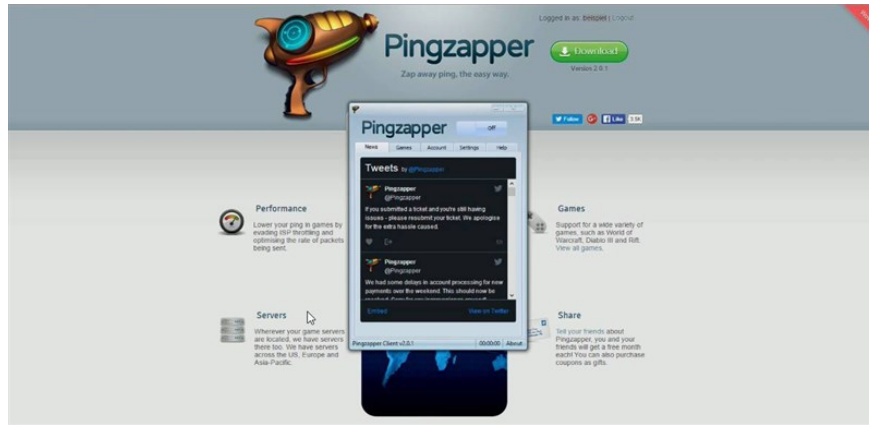 Logged in as: beispiel | Logout
Pingzapper
Zap away ping, the easy way.
Download
Version 2.0.1
Follow
Like
Pingzapper
Off
News Games Account Settings Help
Tweets by @Pingzapper
Pingzapper
@Pingzapper
If you submitted a ticket and you're still having
issues - please resubmit your ticket. We apologise
for the extra hassle caused.
Pingzapper
@Pingzapper
We had some delays in account processing for new
payments over the weekend. This should now be
Embed View on Twitter
Pingzapper Client v2.0.1 00:00:00 About
Performance
Lower your ping in games by
evading ISP throttling and
optimising the rate of packets
being sent.
Games
Support for a wide variety of
games, such as World of
Warcraft, Diablo III and Rift.
View all games.
Servers
Wherever your game servers
are located, we have servers
there too. We have servers
across the US, Europe and
Asia-Pacific.
Share
Tell your friends about
Pingzapper, you and your
friends will get a free month
each! You can also purchase
coupons as gifts.